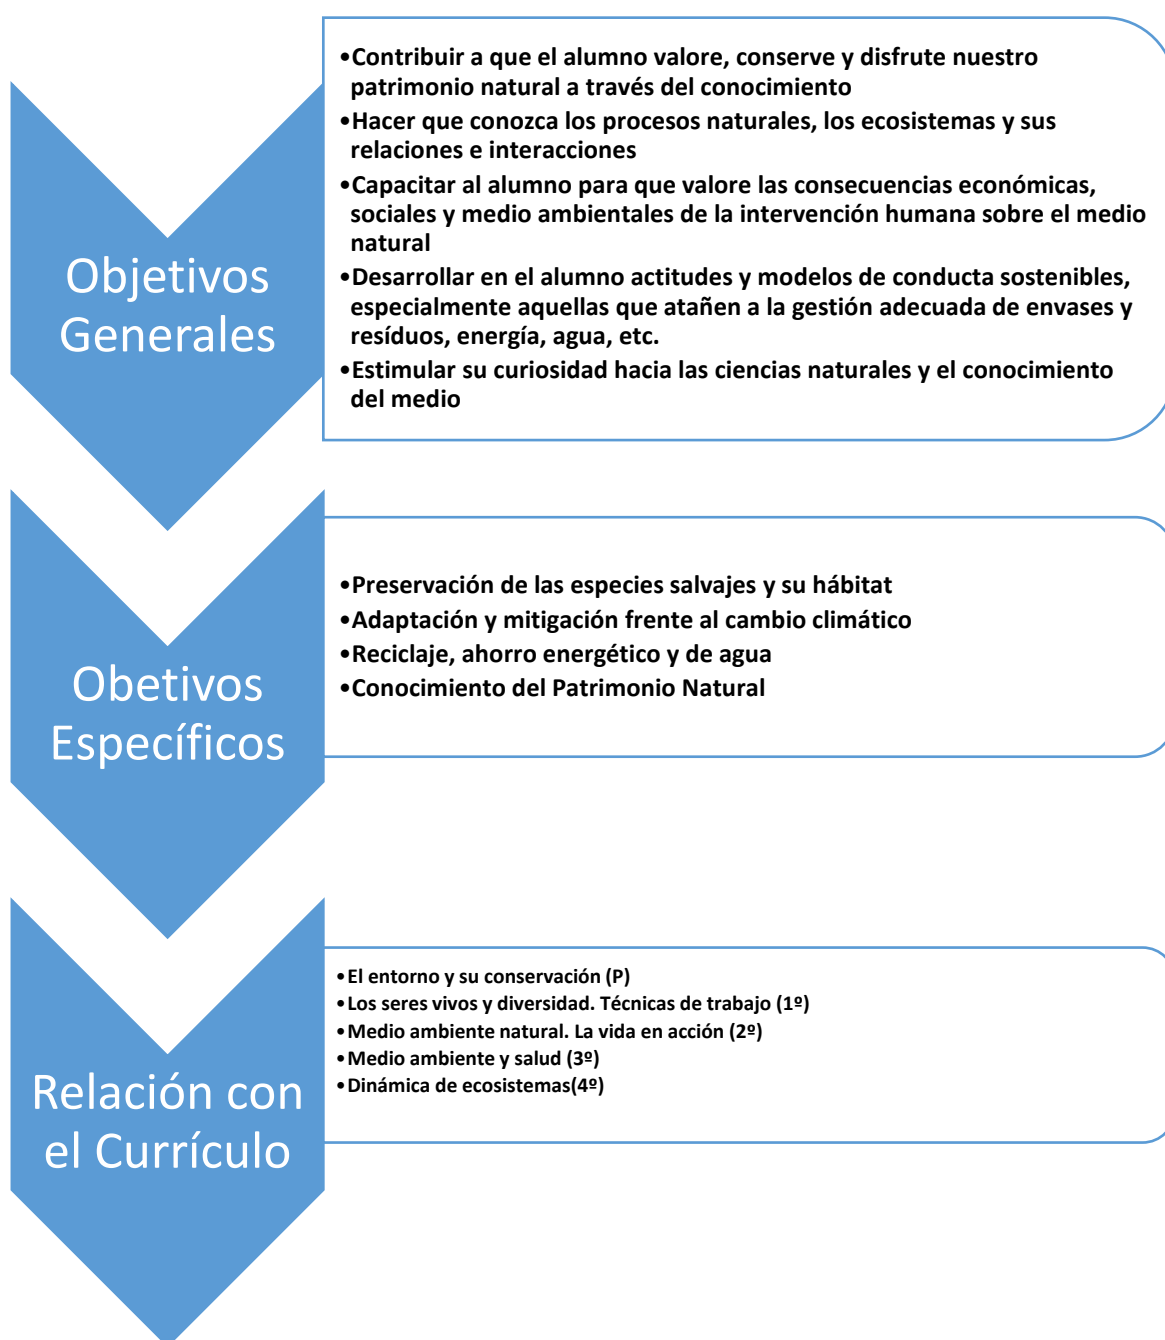 Objetivos
Generales
•Contribuir a que el alumno valore, conserve y disfrute nuestro
patrimonio natural a través del conocimiento
•Hacer que conozca los procesos naturales, los ecosistemas y sus
relaciones e interacciones
•Capacitar al alumno para que valore las consecuencias económicas,
sociales y medio ambientales de la intervención humana sobre el medio
natural
•Desarrollar en el alumno actitudes y modelos de conducta sostenibles,
especialmente aquellas que atañen a la gestión adecuada de envases y
resíduos, energía, agua, etc.
•Estimular su curiosidad hacia las ciencias naturales y el conocimiento
del medio
Obetivos
Específicos
•Preservación de las especies salvajes y su hábitat
•Adaptación y mitigación frente al cambio climático
•Reciclaje, ahorro energético y de agua
•Conocimiento del Patrimonio Natural
Relación con
el Currículo
•El entorno y su conservación (P)
•Los seres vivos y diversidad. Técnicas de trabajo (1º)
•Medio ambiente natural. La vida en acción (2º)
•Medio ambiente y salud (3º)
•Dinámica de ecosistemas(4º)